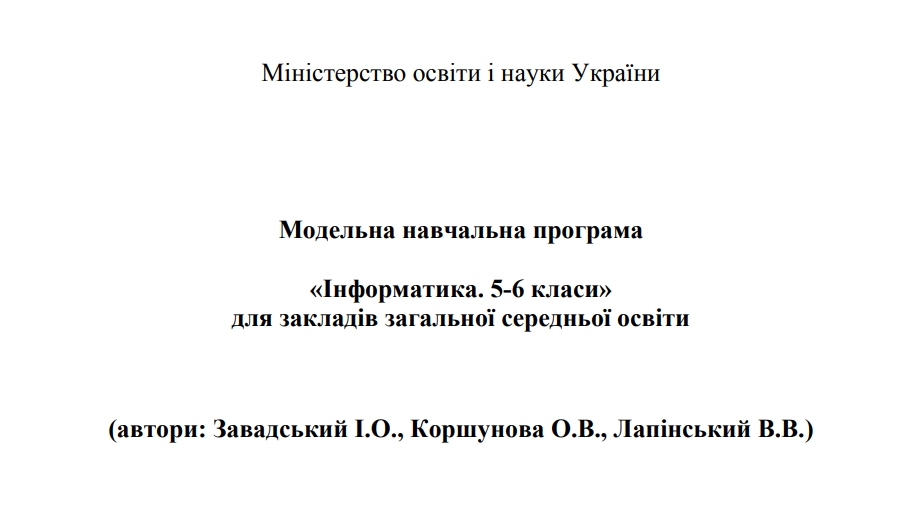 Міністерство освіти і науки України
Модельна навчальна програма
«Інформатика. 5-6 класи»
для закладів загальної середньої освіти
(автори: Завадський І.О., Коршунова О.В., Лапінський В.В.)